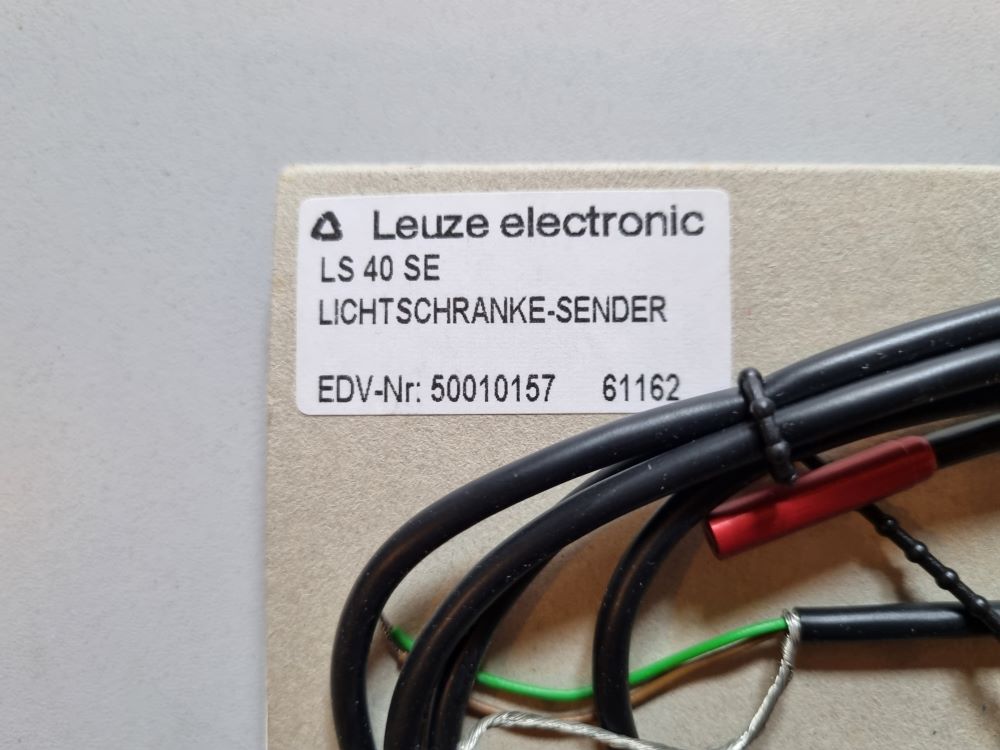 Leuze electronic
LS 40 SE
LICHTSCHRANKE-SENDER
EDV-Nr: 50010157 61162